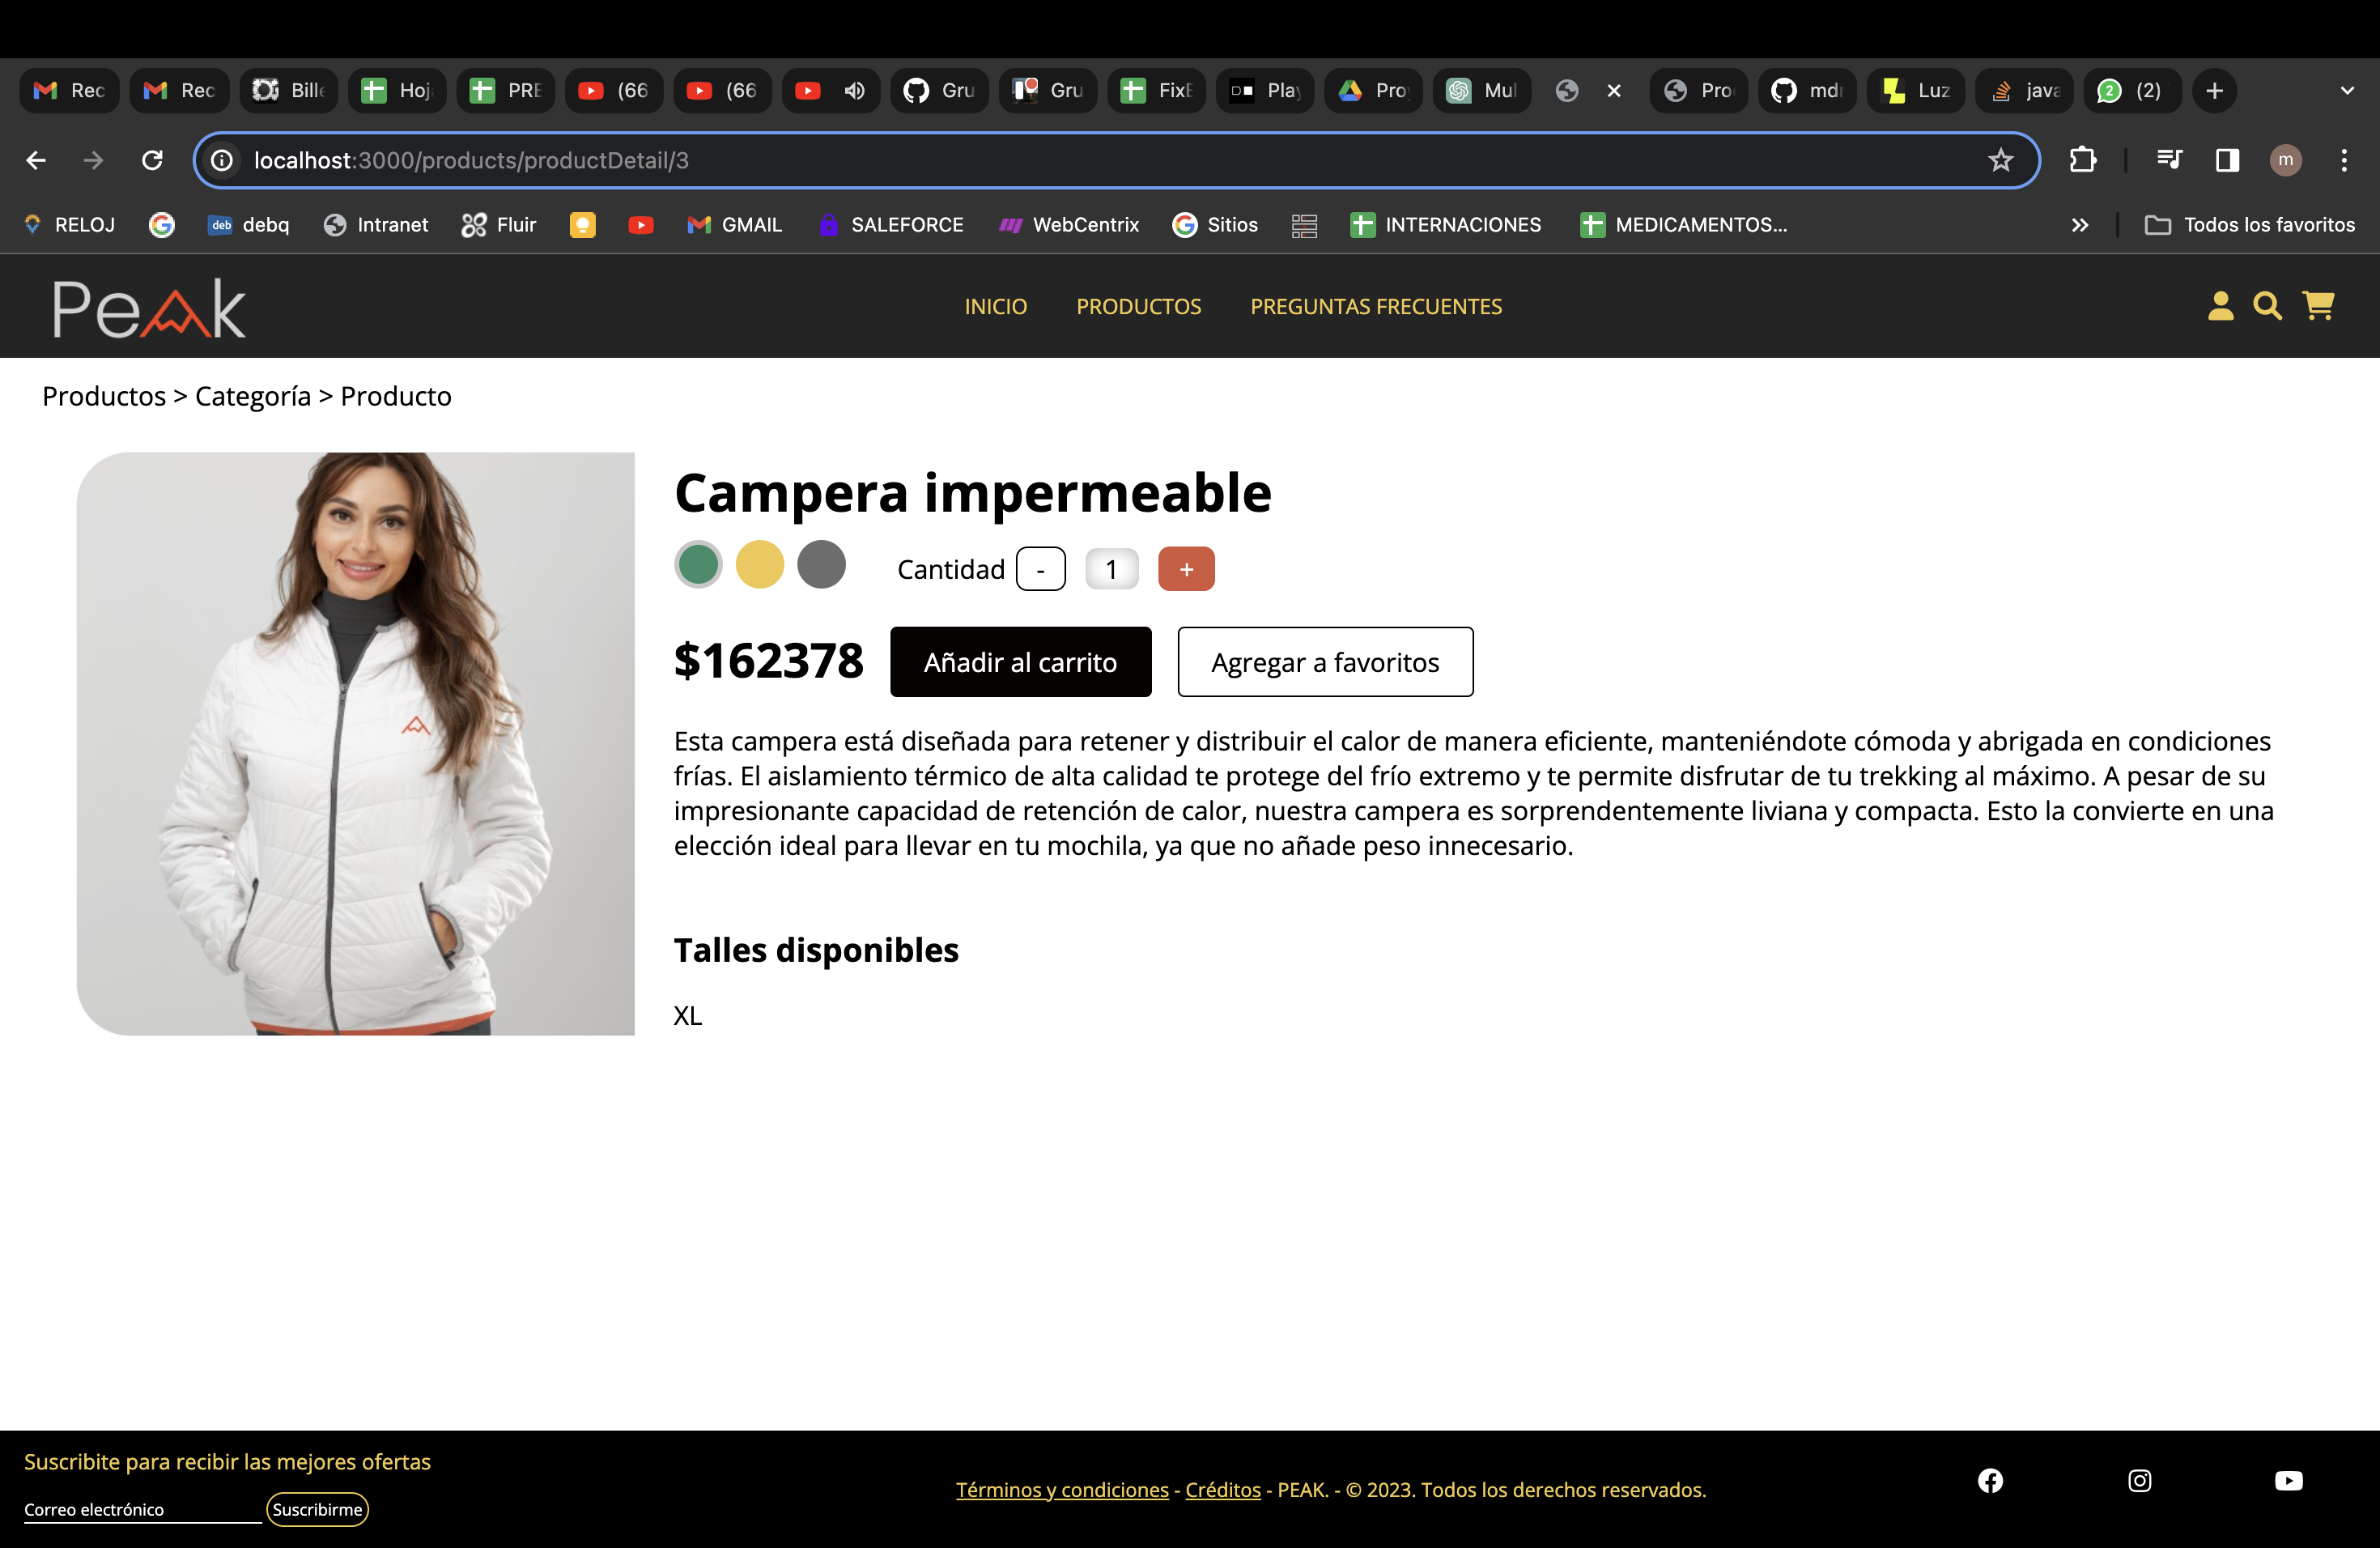 Rec
Rec
Bille
Hoj
PRE
(66
(66
Gru
Gru
FixE
Play
Pro
Mul
Pro
mdr
Luz
java
2
(2)
localhost:3000/products/productDetail/3
m
RELOJ
deb
debq
Intranet
Fluir
GMAIL
SALEFORCE
WebCentrix
Sitios
INTERNACIONES
MEDICAMENTOS...
Todos los favoritos
Peak
INICIO
PRODUCTOS
PREGUNTAS FRECUENTES
Productos > Categoría > Producto
Campera impermeable
Cantidad - 1 +
$162378
Añadir al carrito
Agregar a favoritos
Esta campera está diseñada para retener y distribuir el calor de manera eficiente, manteniéndote cómoda y abrigada en condiciones
frías. El aislamiento térmico de alta calidad te protege del frío extremo y te permite disfrutar de tu trekking al máximo. A pesar de su
impresionante capacidad de retención de calor, nuestra campera es sorprendentemente liviana y compacta. Esto la convierte en una
elección ideal para llevar en tu mochila, ya que no añade peso innecesario.
Talles disponibles
XL
Suscribite para recibir las mejores ofertas
Correo electrónico
Suscribirme
Términos y condiciones - Créditos - PEAK. - © 2023. Todos los derechos reservados.